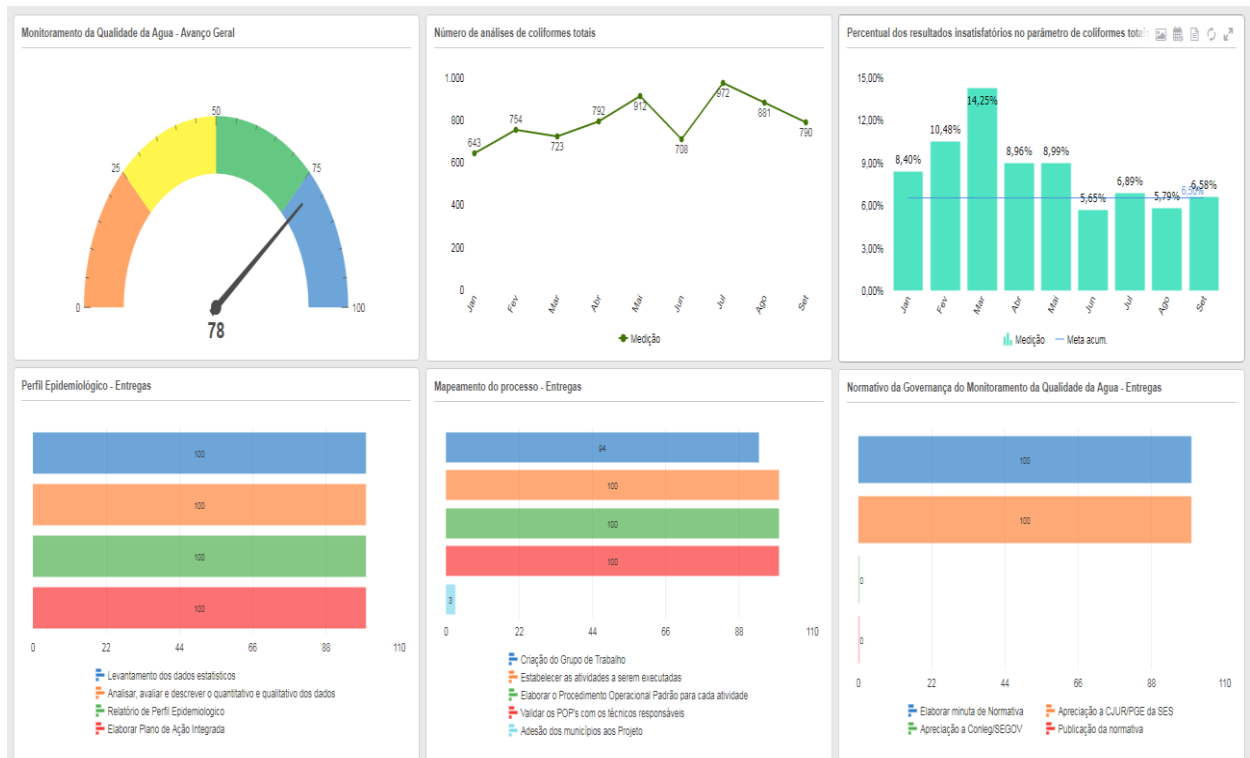 Monitoramento da Qualidade da Agua - Avanço Geral
0
25
50
75
100
78
Número de análises de coliformes totais
1.000
800
600
400
200
0
643
754
723
792
912
708
972
881
790
Jan
Fev
Mar
Abr
Mai
Jun
Jul
Ago
Set
Medição
Percentual dos resultados insatisfatórios no parâmetro de coliformes totais
15,00%
12,00%
9,00%
6,00%
3,00%
0,00%
8,40%
10,48%
14,25%
8,96%
8,99%
5,65%
6,89%
5,79%
6,58%
6,50%
Jan
Fev
Mar
Abr
Mai
Jun
Jul
Ago
Set
Medição
Meta acum.
Perfil Epidemiológico - Entregas
100
100
100
100
0 22 44 66 88 110
Levantamento dos dados estatisticos
Analisar, avaliar e descrever o quantitativo e qualitativo dos dados
Relatório de Perfil Epidemiologico
Elaborar Plano de Ação Integrada
Mapeamento do processo - Entregas
94
100
100
100
3
0 22 44 66 88 110
Criação do Grupo de Trabalho
Estabelecer as atividades a serem executadas
Elaborar o Procedimento Operacional Padrão para cada atividade
Validar os POP's com os técnicos responsáveis
Adesão dos municípios aos Projeto
Normativo da Governança do Monitoramento da Qualidade da Agua - Entregas
100
100
0
0
0 22 44 66 88 110
Elaborar minuta de Normativa
Apreciação a CJUR/PGE da SES
Apreciação a Conleg/SEGOV
Publicação da normativa